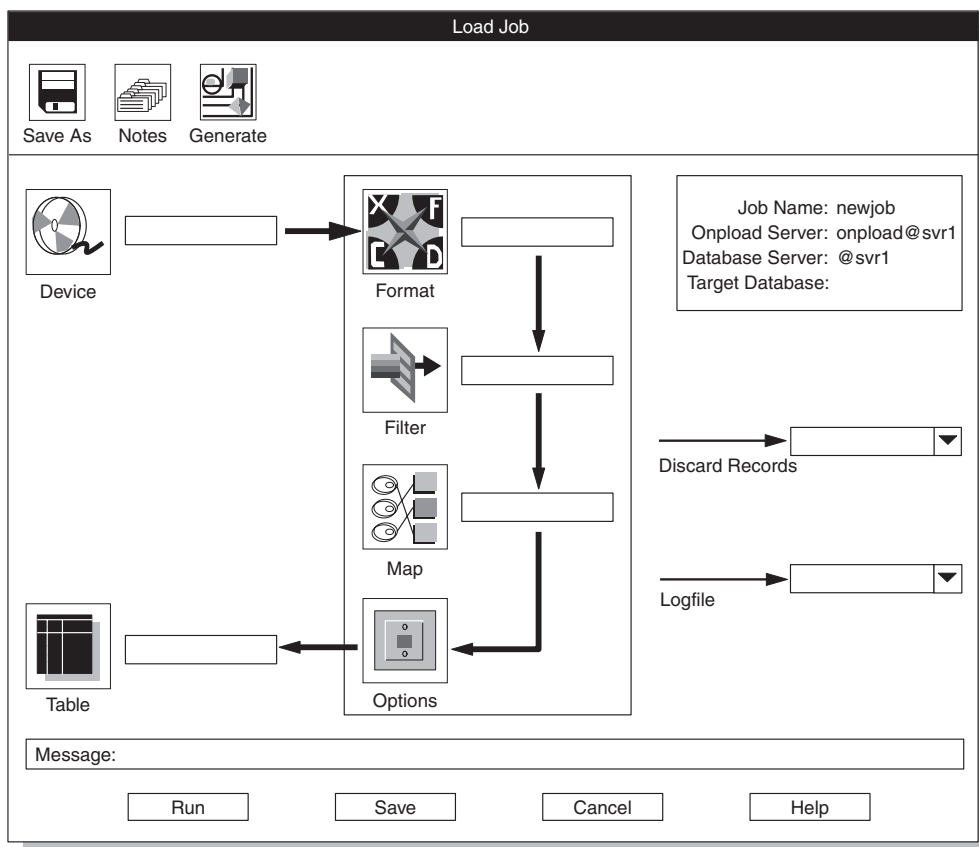 Load Job
Save As
Notes
Generate
Device
X F
C D
Format
Job Name: newjob
Onpload Server: onpload@svr1
Database Server: @svr1
Target Database:
Filter
Discard Records
Map
Logfile
Table
Options
Message:
Run
Save
Cancel
Help